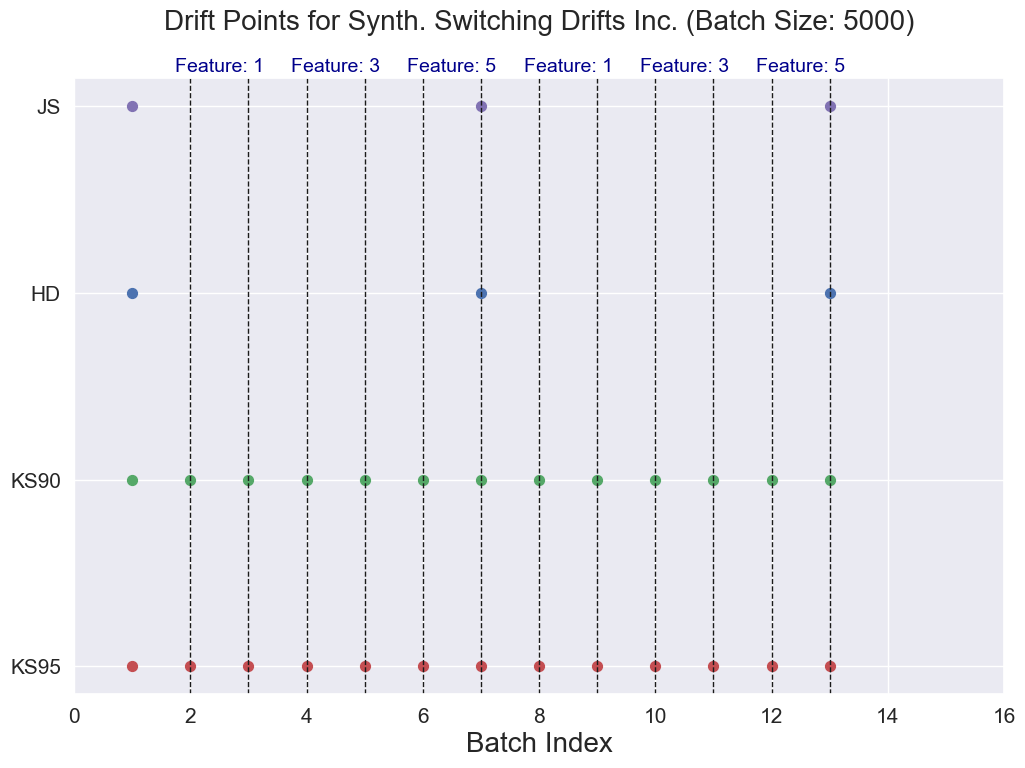 Drift Points for Synth. Switching Drifts Inc. (Batch Size: 5000)
Feature: 1 Feature: 3 Feature: 5 Feature: 1 Feature: 3 Feature: 5
JS
HD
KS90
KS95
0 2 4 6 8 10 12 14 16
Batch Index